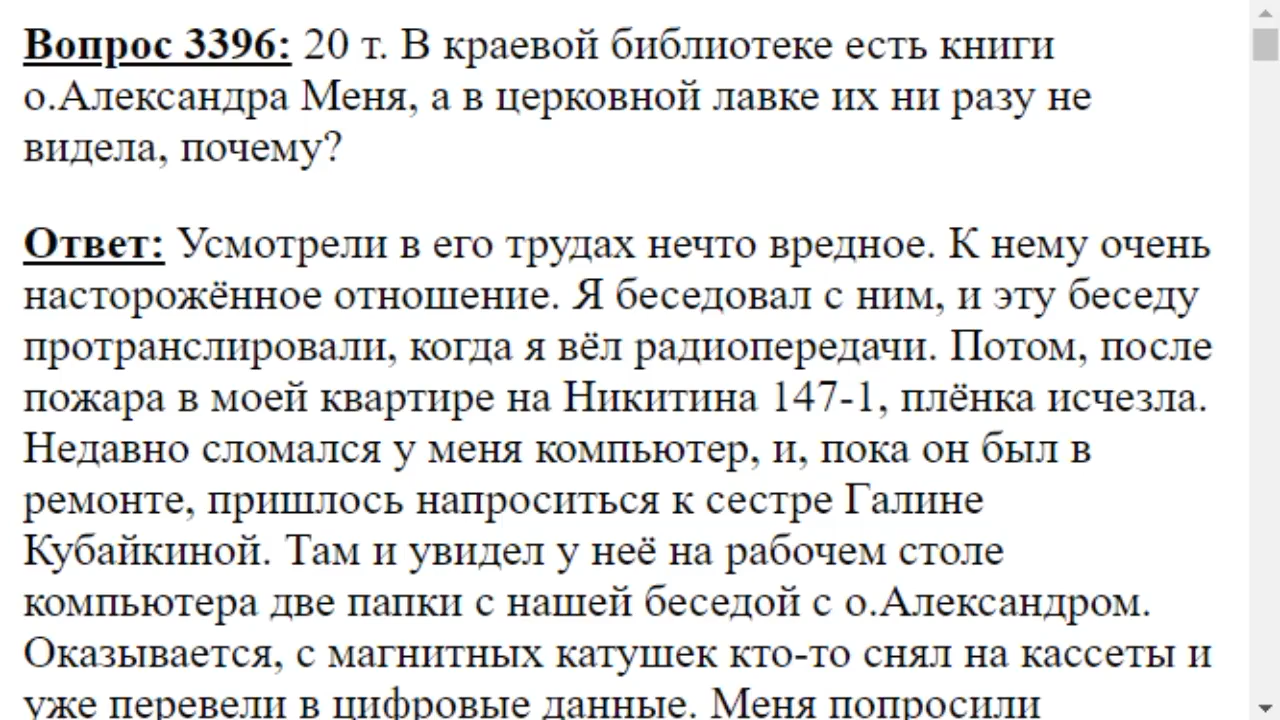 Вопрос 3396: 20 т. В краевой библиотеке есть книги
о.Александра Меня, а в церковной лавке их ни разу не
видела, почему?
Ответ: Усмотрели в его трудах нечто вредное. К нему очень
насторожённое отношение. Я беседовал с ним, и эту беседу
протранслировали, когда я вёл радиопередачи. Потом, после
пожара в моей квартире на Никитина 147-1, плёнка исчезла.
Недавно сломался у меня компьютер, и, пока он был в
ремонте, пришлось напроситься к сестре Галине
Кубайкиной. Там и увидел у неё на рабочем столе
компьютера две папки с нашей беседой с о.Александром.
Оказывается, с магнитных катушек кто-то снял на кассеты и
уже перевели в цифровые данные. Меня попросили